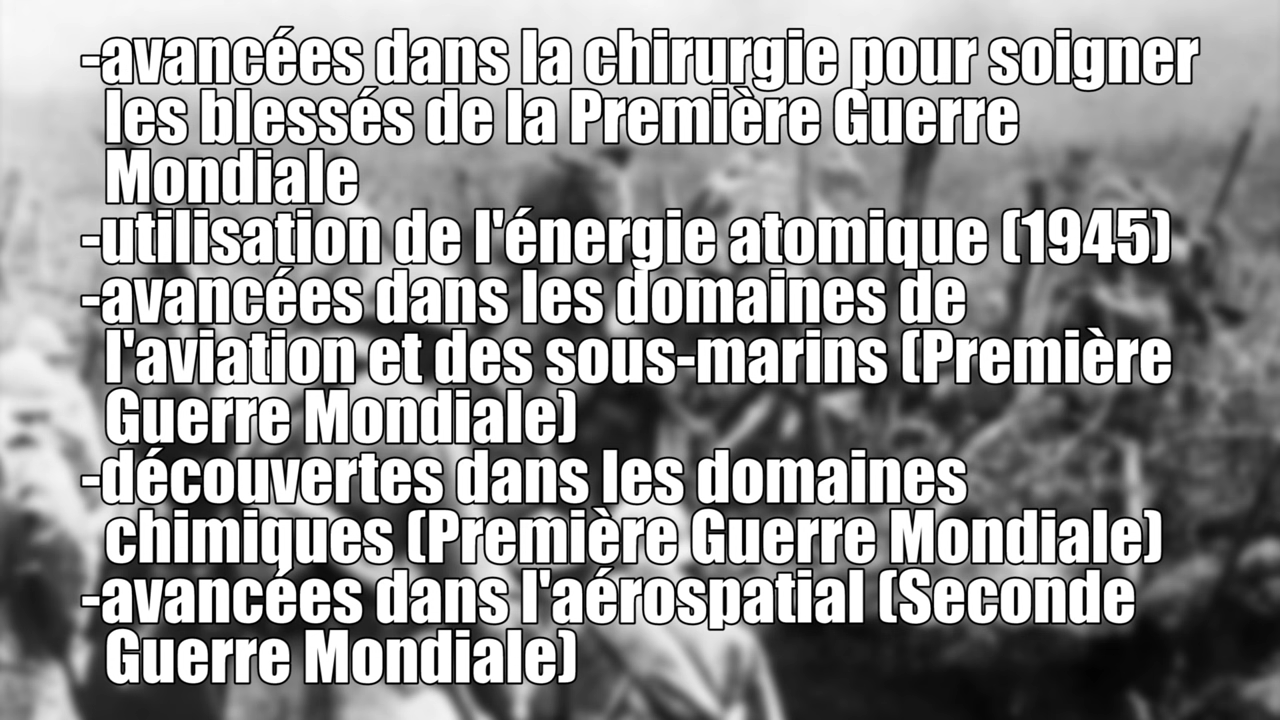 -avancées dans la chirurgie pour soigner
les blessés de la Première Guerre
Mondiale
-utilisation de l'énergie atomique (1945)
-avancées dans les domaines de
l'aviation et des sous-marins (Première
Guerre Mondiale)
-découvertes dans les domaines
chimiques (Première Guerre Mondiale)
-avancées dans l'aérospatial (Seconde
Guerre Mondiale)